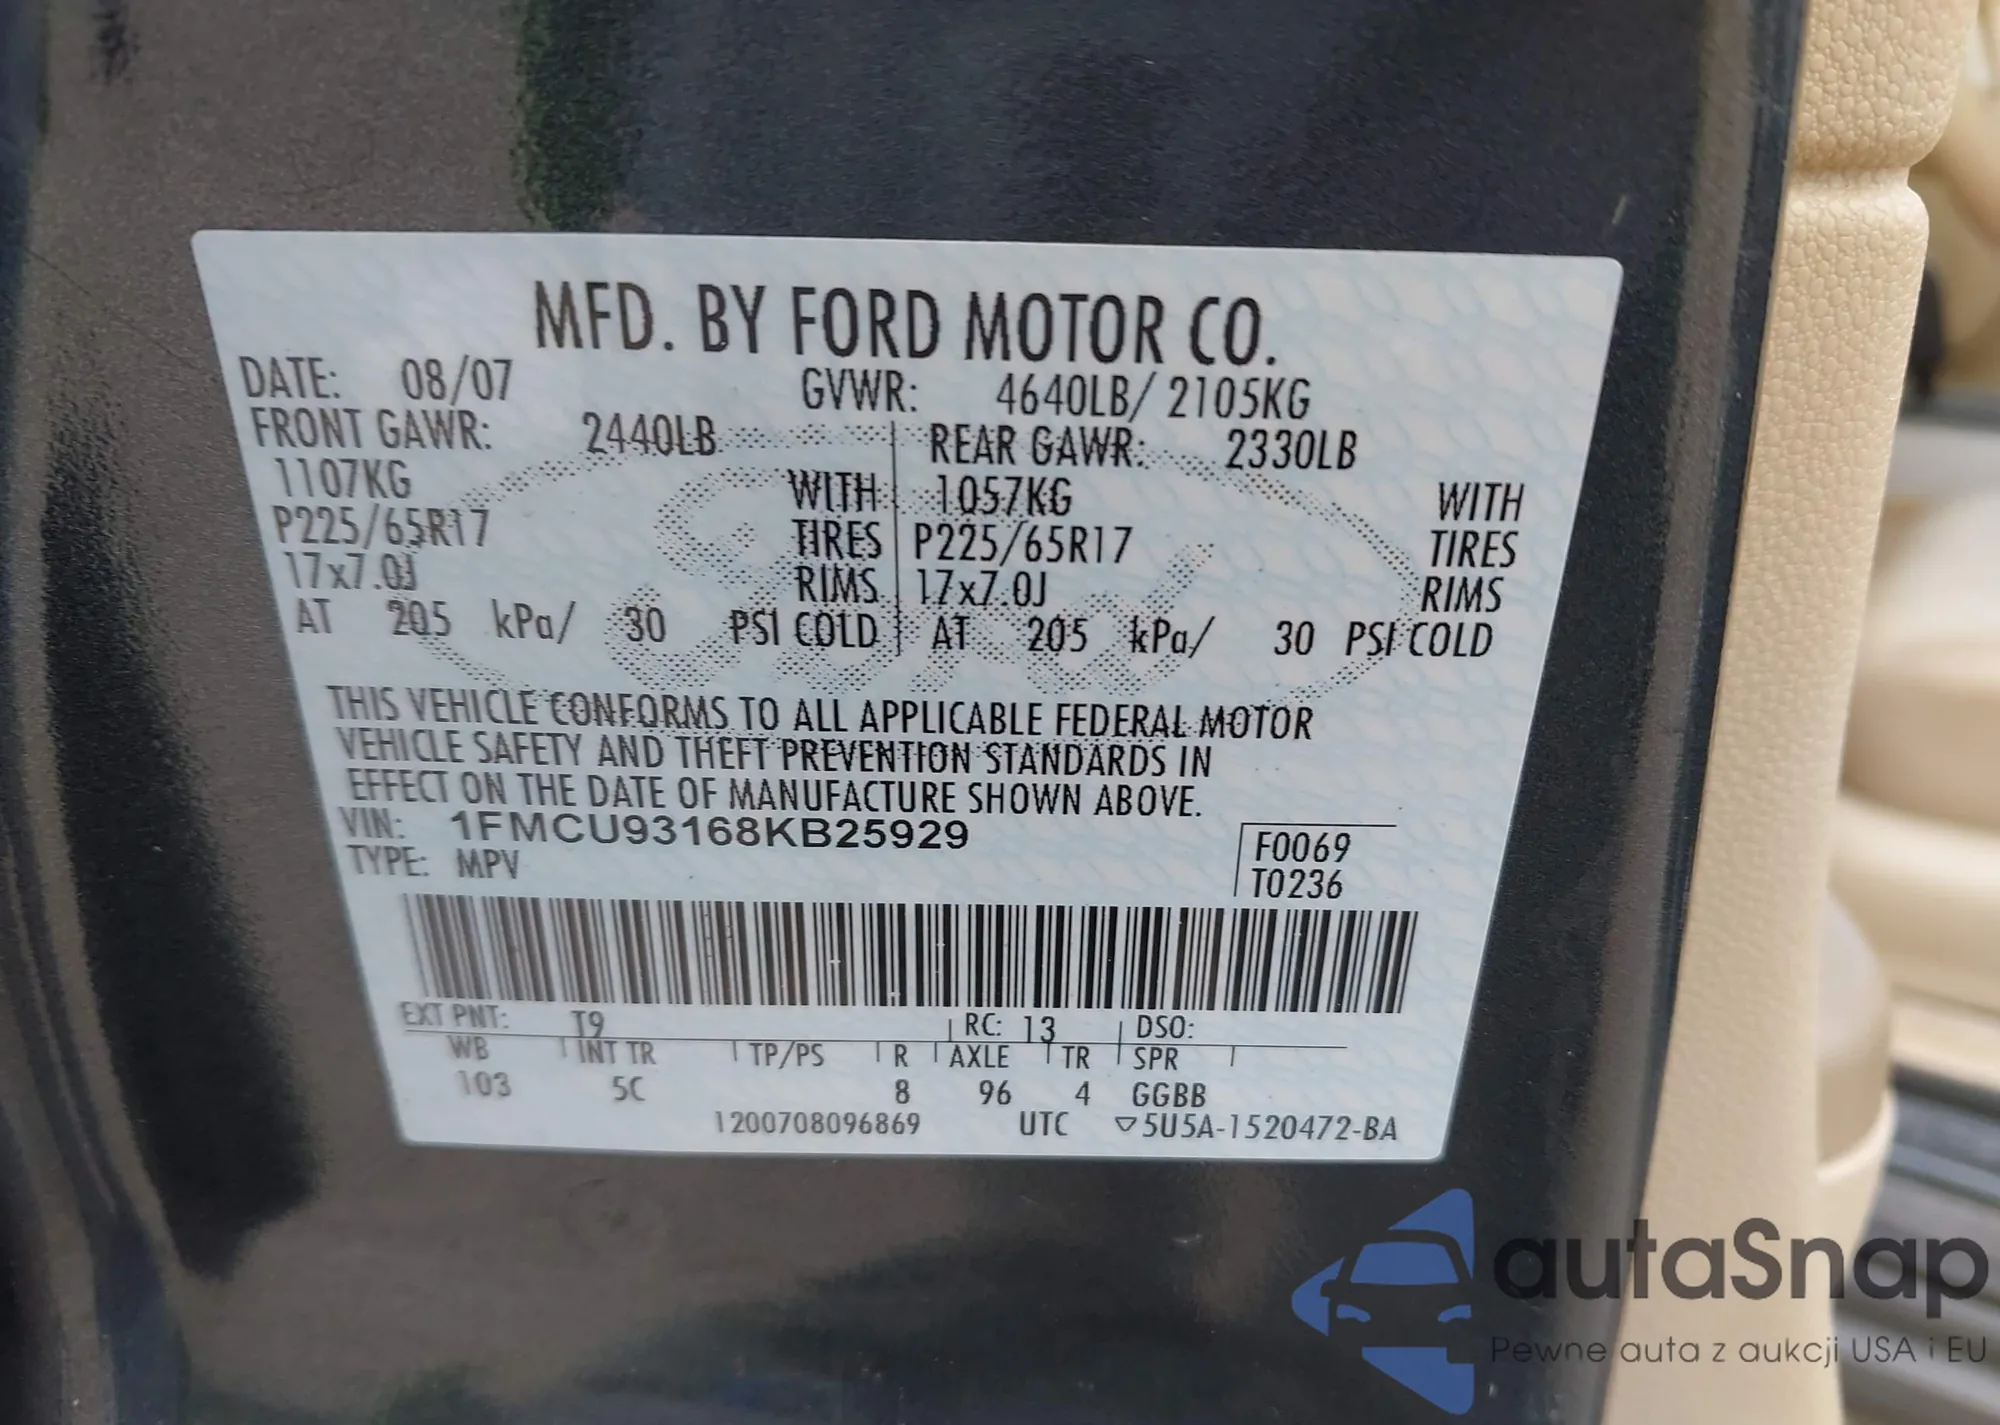 MFD. BY FORD MOTOR CO.
DATE: 08/07 GVWR: 4640LB/ 2105KG
FRONT GAWR: 2440LB REAR GAWR: 2330LB
1107KG WITH 1057KG WITH
P225/65R17 TIRES P225/65R17 TIRES
17x7.0J RIMS 17x7.0J RIMS
AT 205 kPa/ 30 PSI COLD AT 205 kPa/ 30 PSI COLD
THIS VEHICLE CONFORMS TO ALL APPLICABLE FEDERAL MOTOR
VEHICLE SAFETY AND THEFT PREVENTION STANDARDS IN
EFFECT ON THE DATE OF MANUFACTURE SHOWN ABOVE.
VIN: 1FMCU93168KB25929 F0069
TYPE: MPV T0236
EXT PNT: T9 RC: 13 DSO:
WB INT TR TP/PS R AXLE TR SPR
103 5C 8 96 4 GGBB
1200708096869 UTC ▽5U5A-1520472-BA
autaSnap
Pewne auta z aukcji USA i EU